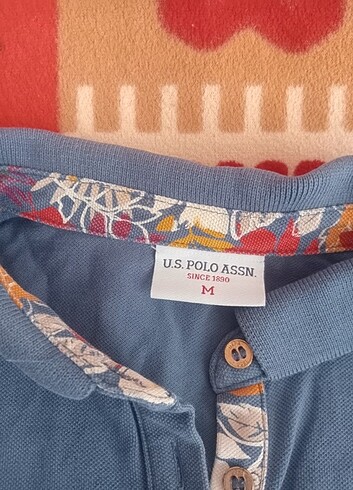 U.S. POLO ASSN.
SINCE 1890
M